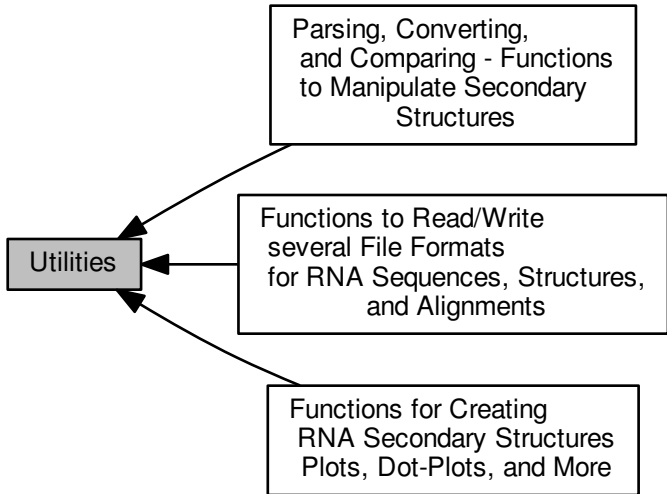 Parsing, Converting,
and Comparing - Functions
to Manipulate Secondary
Structures
Utilities
Functions to Read/Write
several File Formats
for RNA Sequences, Structures,
and Alignments
Functions for Creating
RNA Secondary Structures
Plots, Dot-Plots, and More